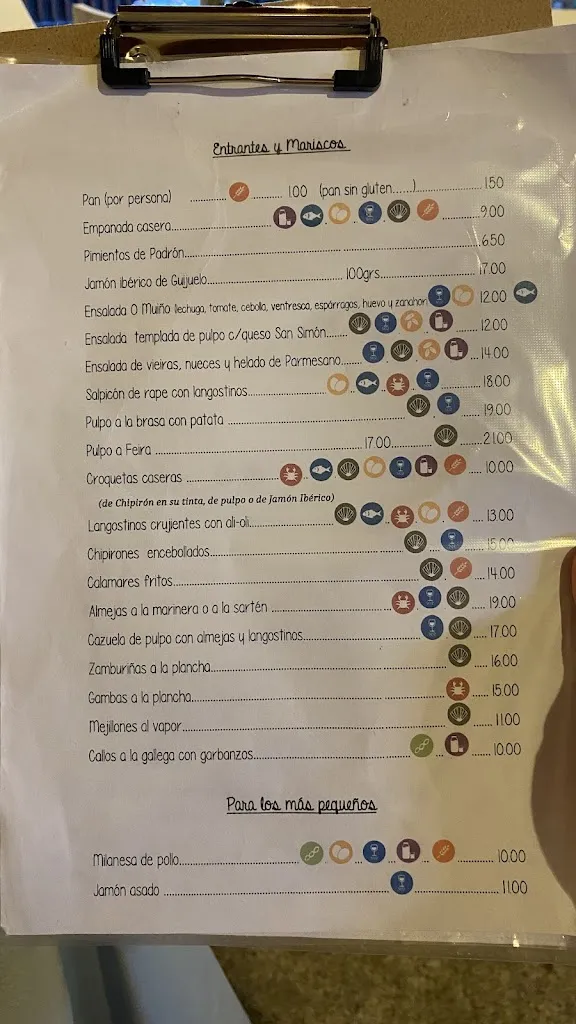 Entrantes y Mariscos
Pan (por persona) .......... ......... 1.00 (pan sin gluten.....).................1.50
Empanada casera.............................. ..........9.00
Pimientos de Padrón..........................................................................6.50
Jamón ibérico de Guijuelo.................................100grs................17.00
Ensalada O Muiño (lechuga, tomate, cebolla, ventresca, espárragos, huevo y zanahori 12.00
Ensalada templada de pulpo c/queso San Simón....... ........12.00
Ensalada de vieiras, nueces y helado de Parmesano..... ...14.00
Salpicón de rape con langostinos................... ..........18.00
Pulpo a la brasa con patata .............................................. ........19.00
Pulpo a Feira .....................................................17.00........... ........21.00
Croquetas caseras ....................... ......10.00
(de Chipirón en su tinta, de pulpo o de Jamón Ibérico)
Langostinos crujientes con ali-oli..................... ....13.00
Chipirones encebollados................................................. .....15.00
Calamares fritos............................................................ ....14.00
Almejas a la marinera o a la sartén ........................... ....19.00
Cazuela de pulpo con almejas y langostinos............................ ....17.00
Zamburiñas a la plancha....................................................... ....16.00
Gambas a la plancha............................................................. .....15.00
Mejillones al vapor................................................................ .....11.00
Callos a la gallega con garbanzos...................................... .....10.00
Para los más pequeños
Milanesa de pollo............................ ..........10.00
Jamón asado ...................................................... ....................11.00